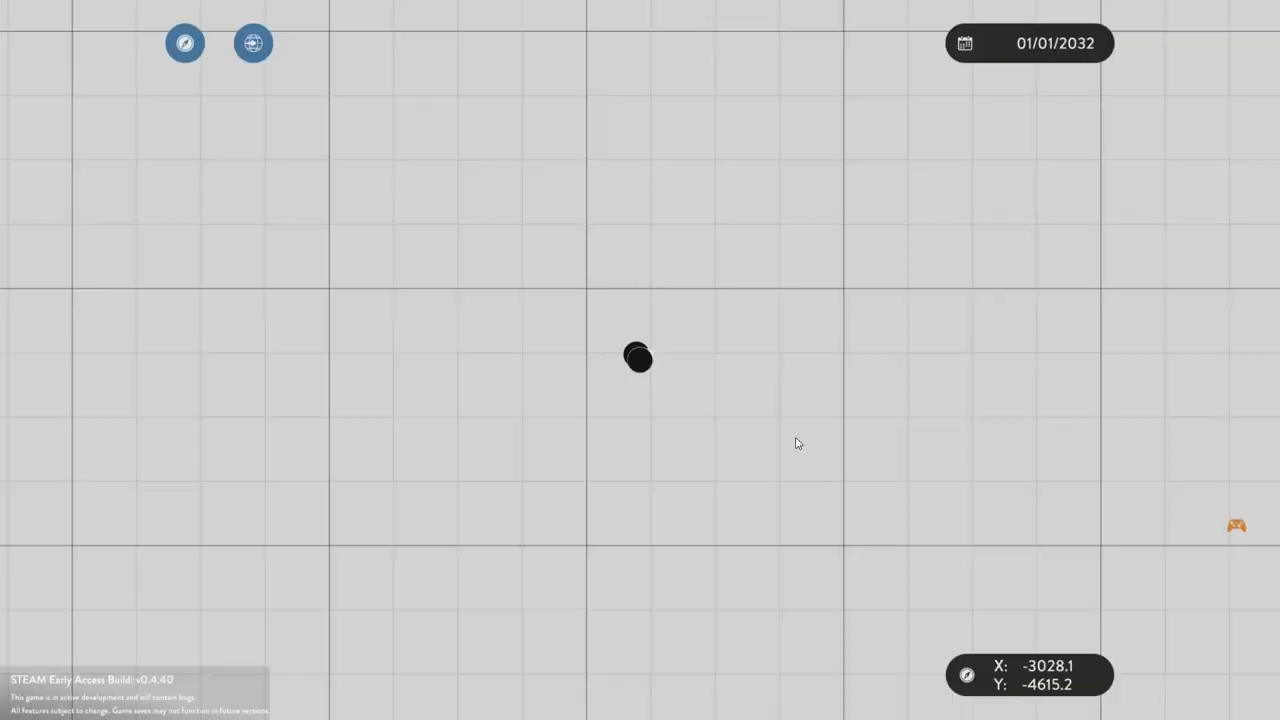 01/01/2032
X: -3028.1
Y: -4615.2
STEAM Early Access Build: v0.4.40
This game is in active development and will contain bugs.
All features subject to change. Game saves may not function in future versions.